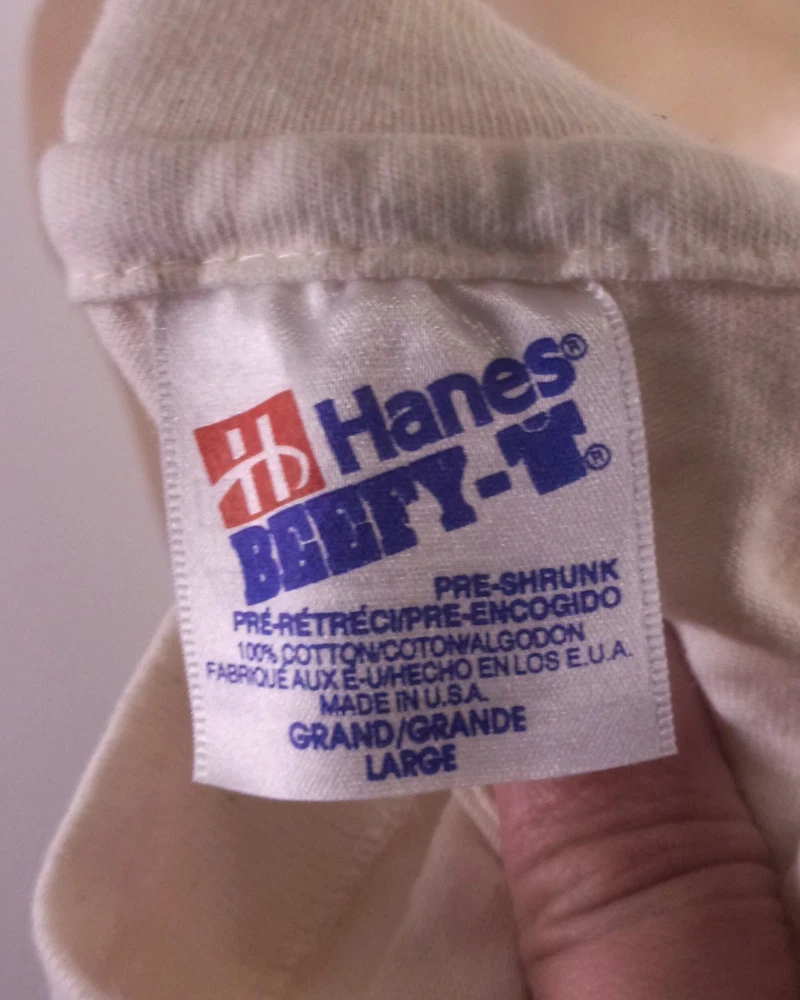 H Hanes®
BEEFY-T®
PRE-SHRUNK
PRÉ-RÉTRÉCI/PRE-ENCOGIDO
100% COTTON/COTON/ALGODON
FABRIQUÉ AUX É-U/HECHO EN LOS E.U.A.
MADE IN U.S.A.
GRAND/GRANDE
LARGE